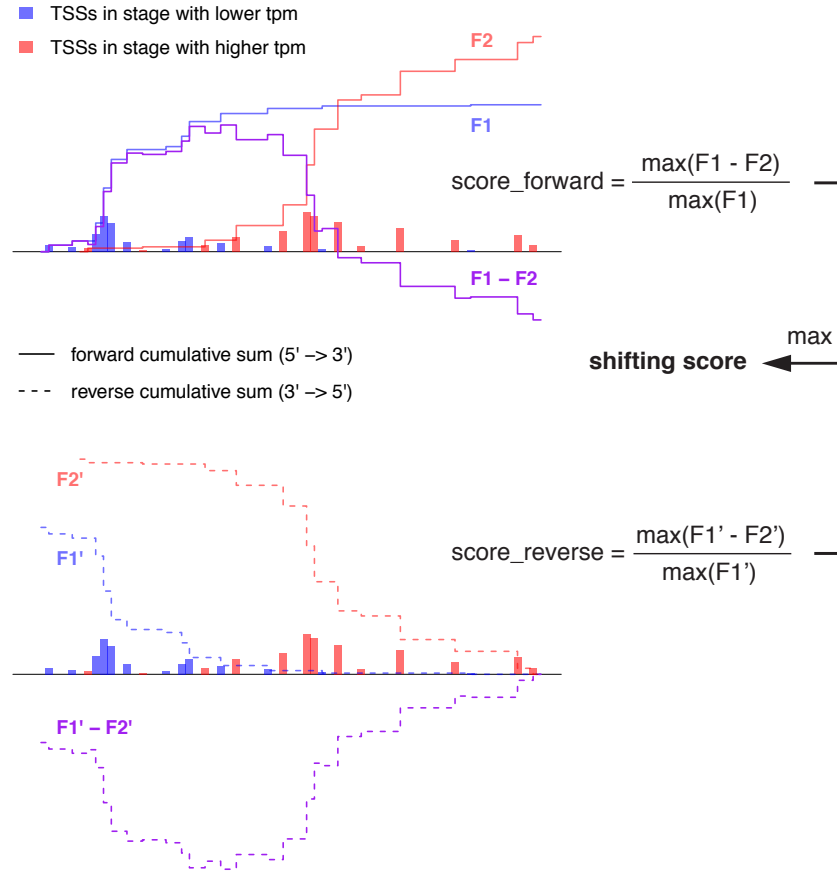 TSSs in stage with lower tpm
TSSs in stage with higher tpm
F2
F1
score_forward = max(F1 - F2)
max(F1)
F1 – F2
forward cumulative sum (5' –> 3')
reverse cumulative sum (3' –> 5')
max
shifting score
F2'
F1'
score_reverse = max(F1' - F2')
max(F1')
F1' – F2'